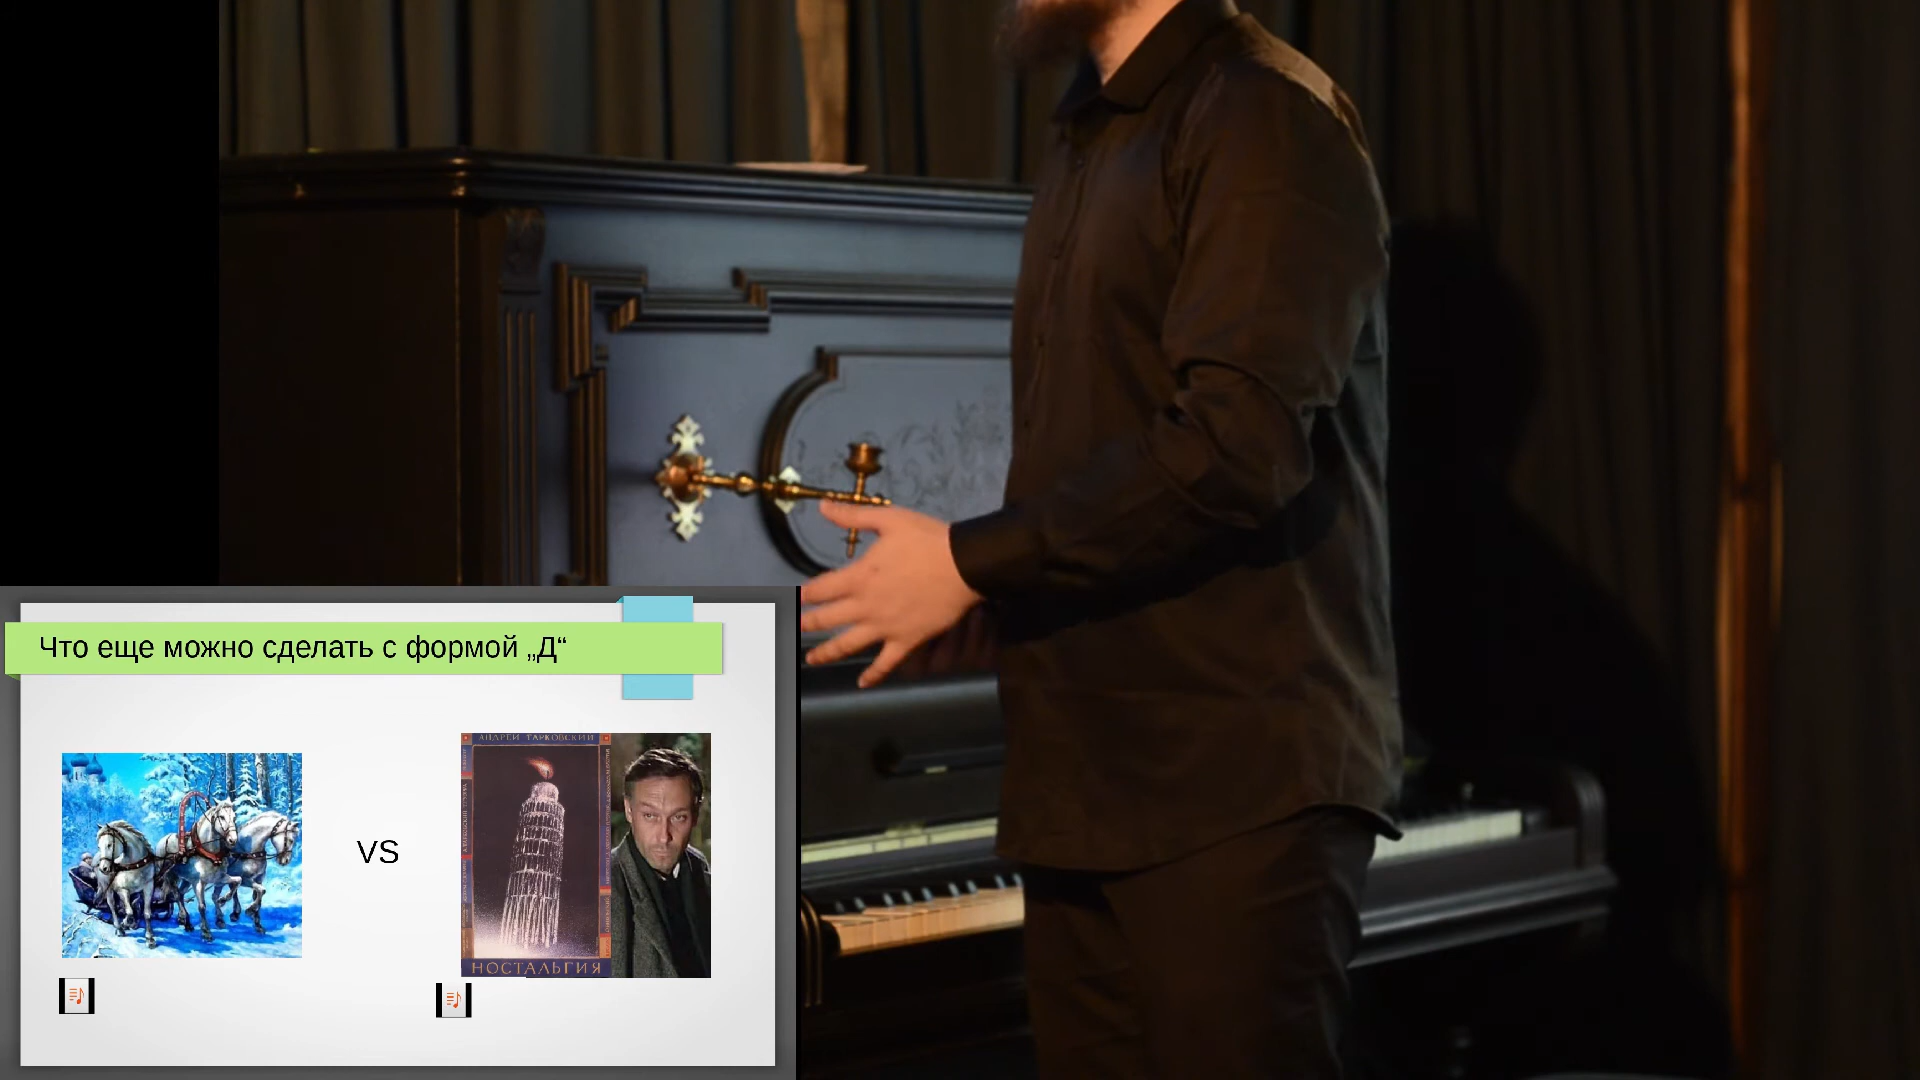 Что еще можно сделать с формой „Д“
VS
АНДРЕЙ ТАРКОВСКИЙ
НОСТАЛЬГИЯ